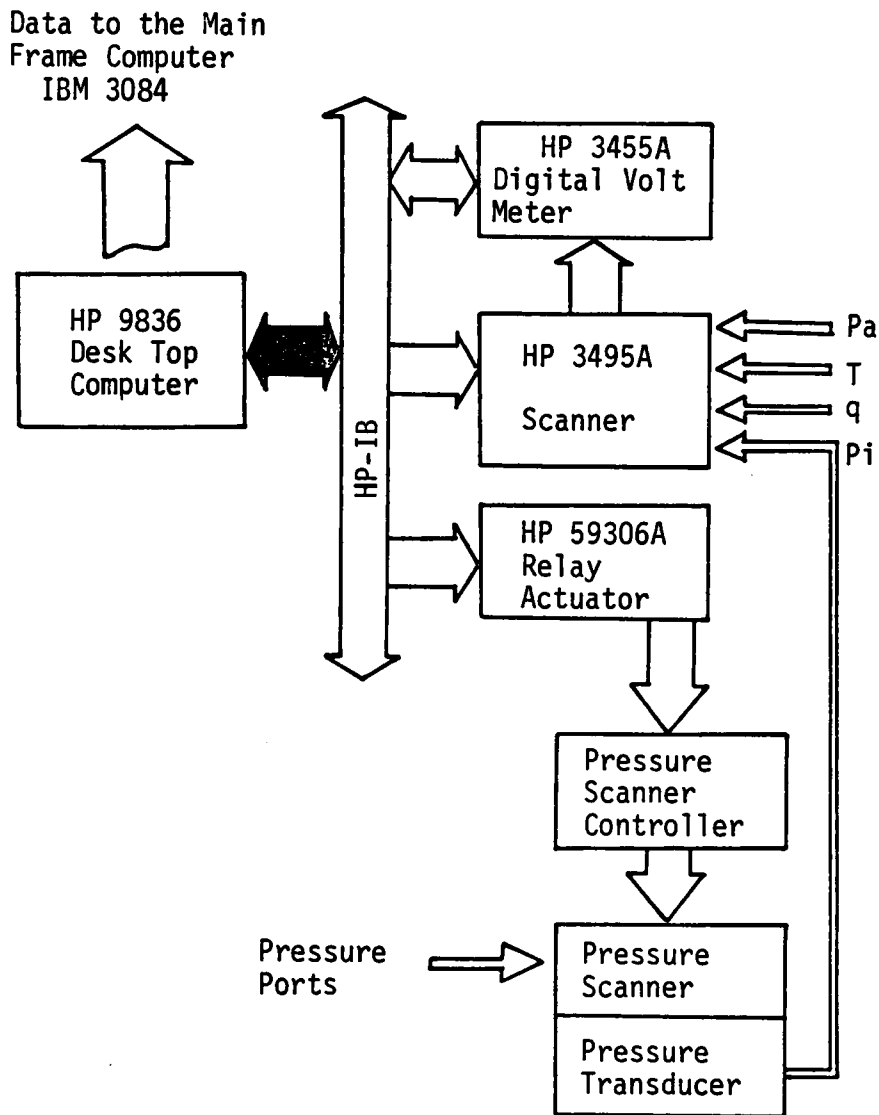 Data to the Main
Frame Computer
IBM 3084
HP 3455A
Digital Volt
Meter
HP 9836
Desk Top
Computer
HP-IB
HP 3495A
Scanner
Pa
T
q
Pi
HP 59306A
Relay
Actuator
Pressure
Scanner
Controller
Pressure
Ports
Pressure
Scanner
Pressure
Transducer